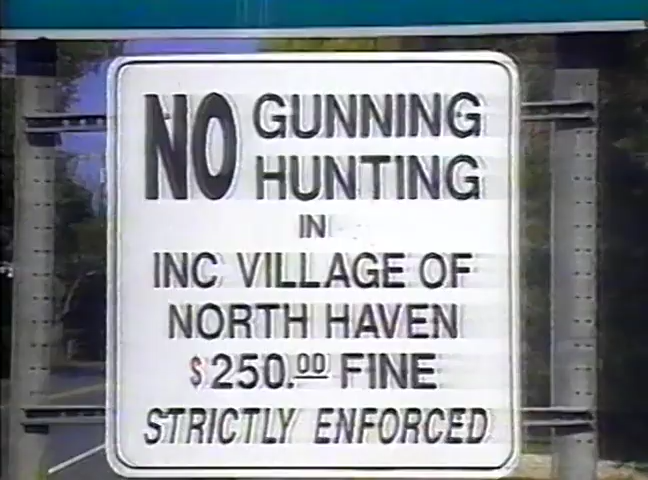 NO GUNNING
HUNTING
IN
INC VILLAGE OF
NORTH HAVEN
$250.00 FINE
STRICTLY ENFORCED